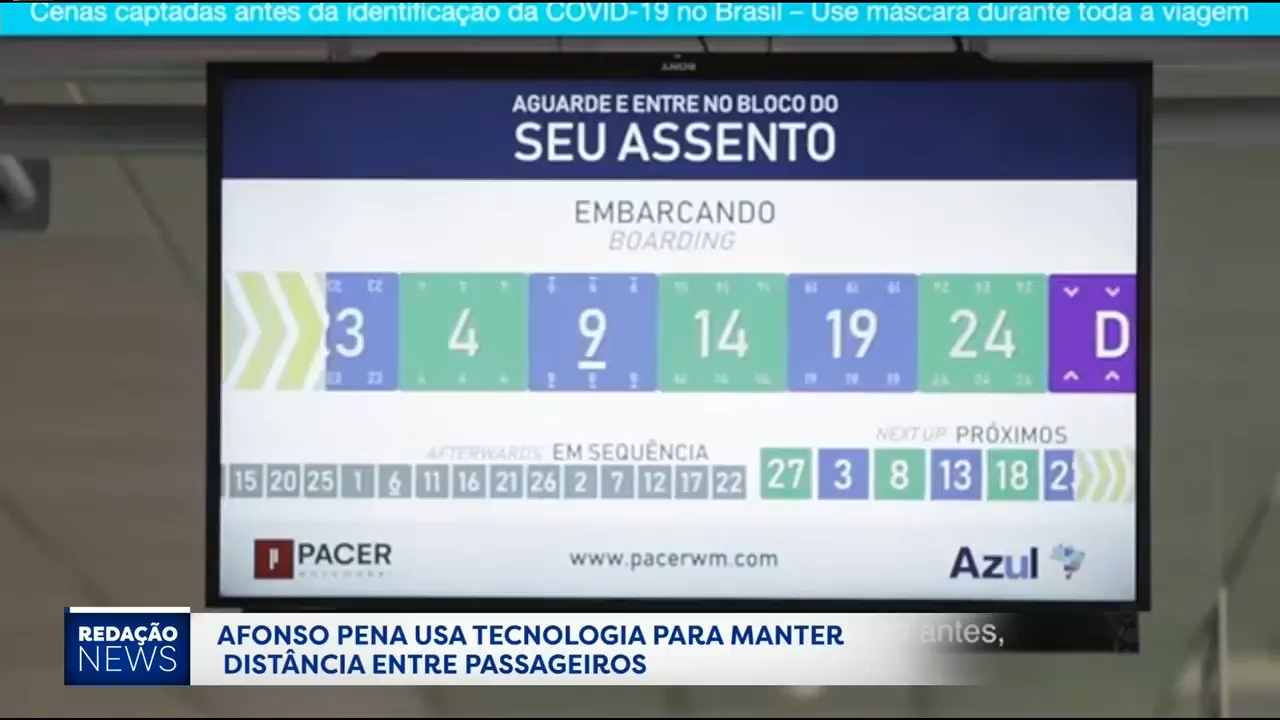 Cenas captadas antes da identificação da COVID-19 no Brasil – Use máscara durante toda a viagem
SONY
AGUARDE E ENTRE NO BLOCO DO
SEU ASSENTO
EMBARCANDO
BOARDING
23 4 9 14 19 24 D
AFTERWARDS EM SEQUÊNCIA
NEXT UP PRÓXIMOS
15 20 25 1 6 11 16 21 26 2 7 12 17 22
27 3 8 13 18
PACER
www.pacerwm.com
Azul
antes,
REDAÇÃO
NEWS
AFONSO PENA USA TECNOLOGIA PARA MANTER
DISTÂNCIA ENTRE PASSAGEIROS